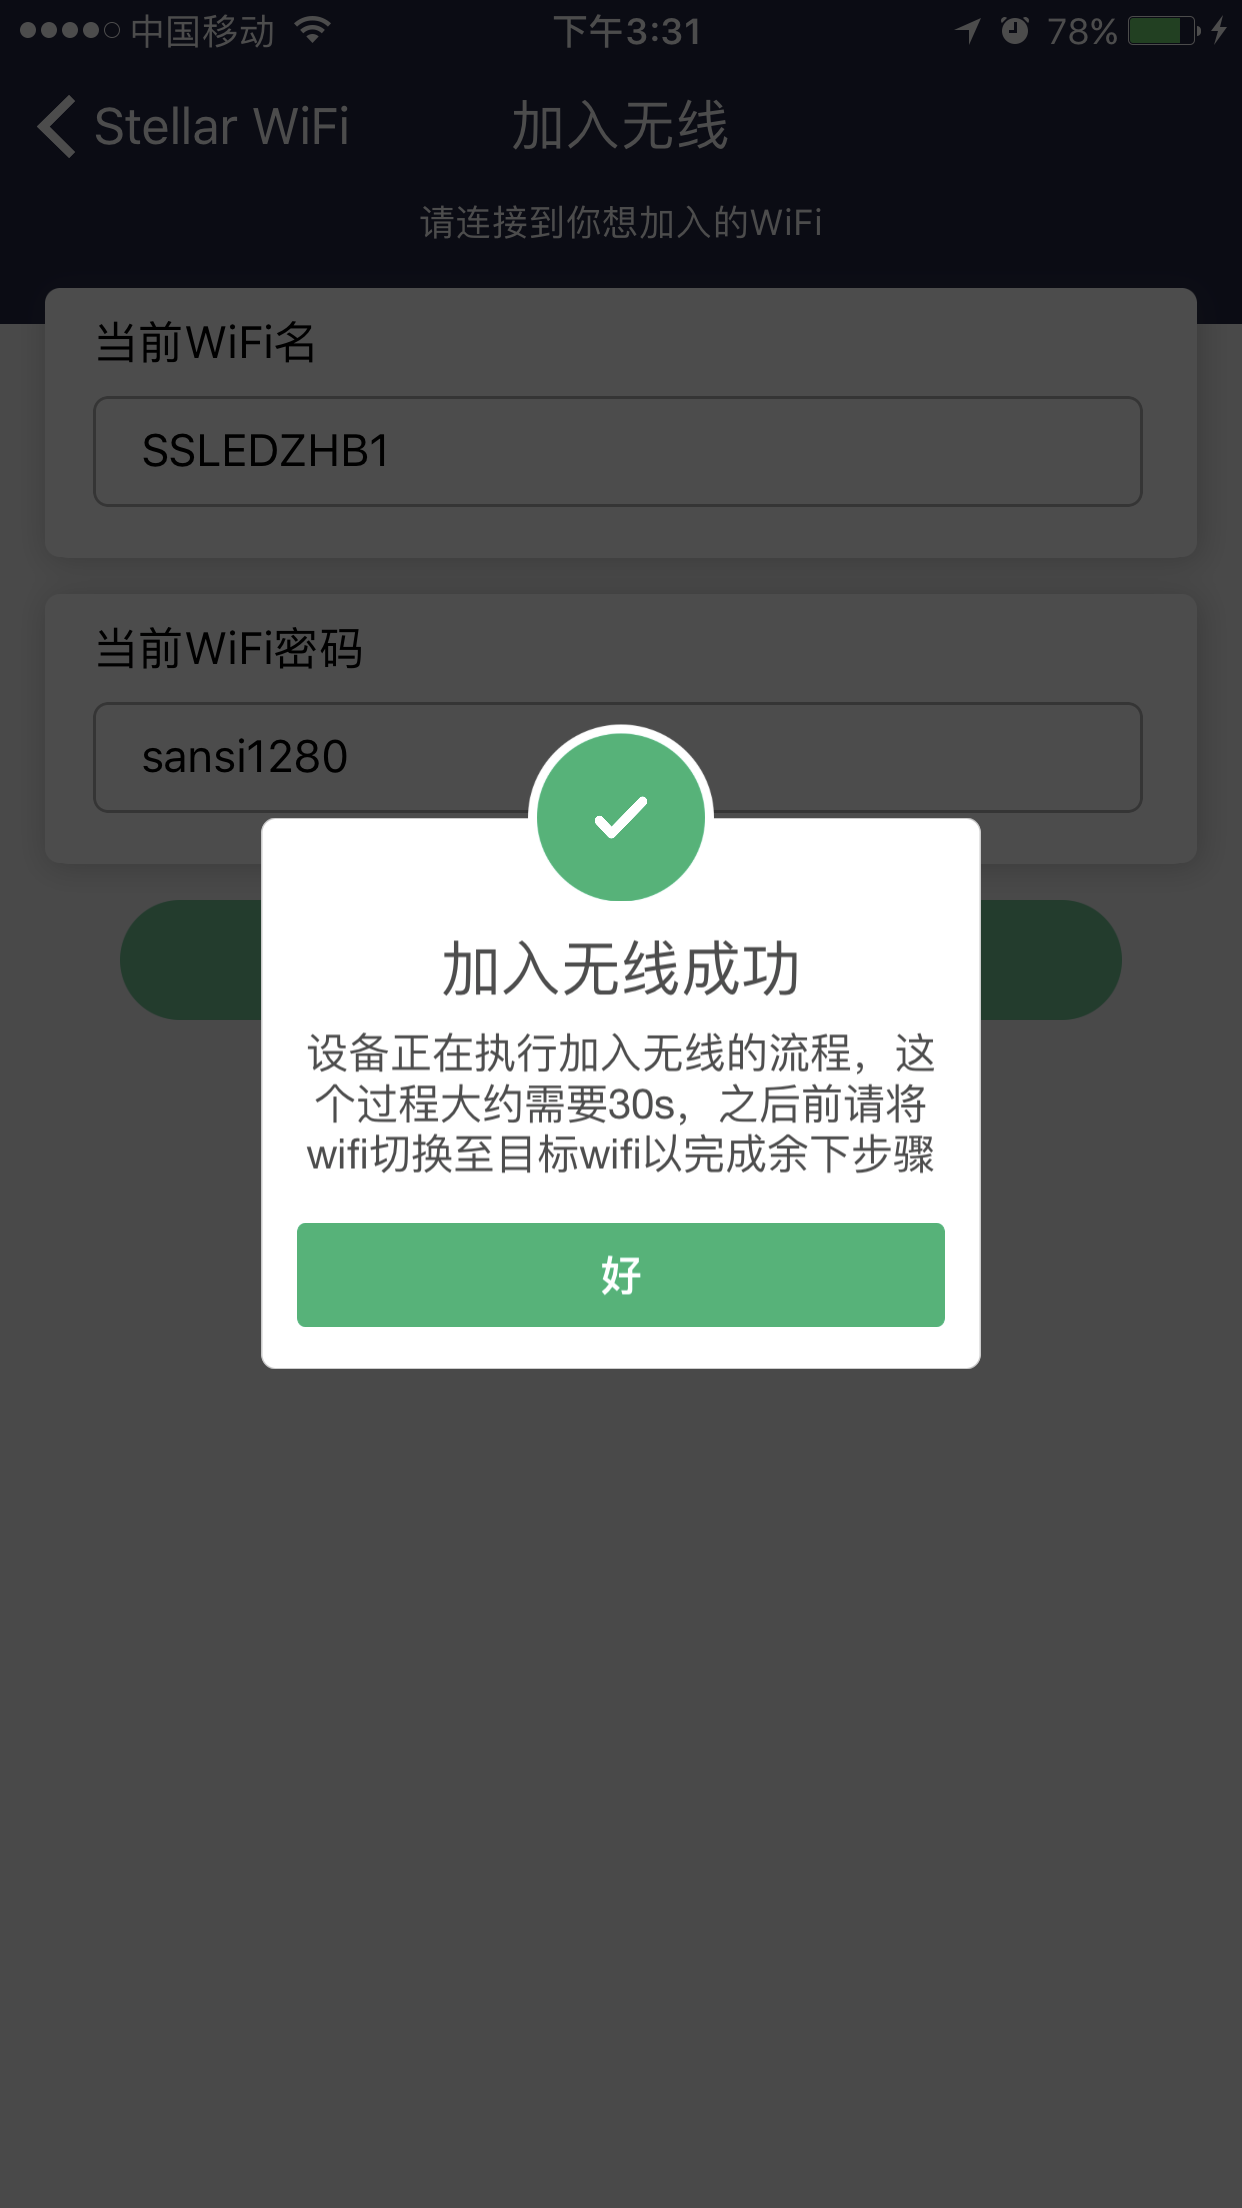 中国移动
下午3:31
78%
Stellar WiFi
加入无线
请连接到你想加入的WiFi
当前WiFi名
SSLEDZHB1
当前WiFi密码
sansi1280
加入无线成功
设备正在执行加入无线的流程，这
个过程大约需要30s，之后前请将
wifi切换至目标wifi以完成余下步骤
好